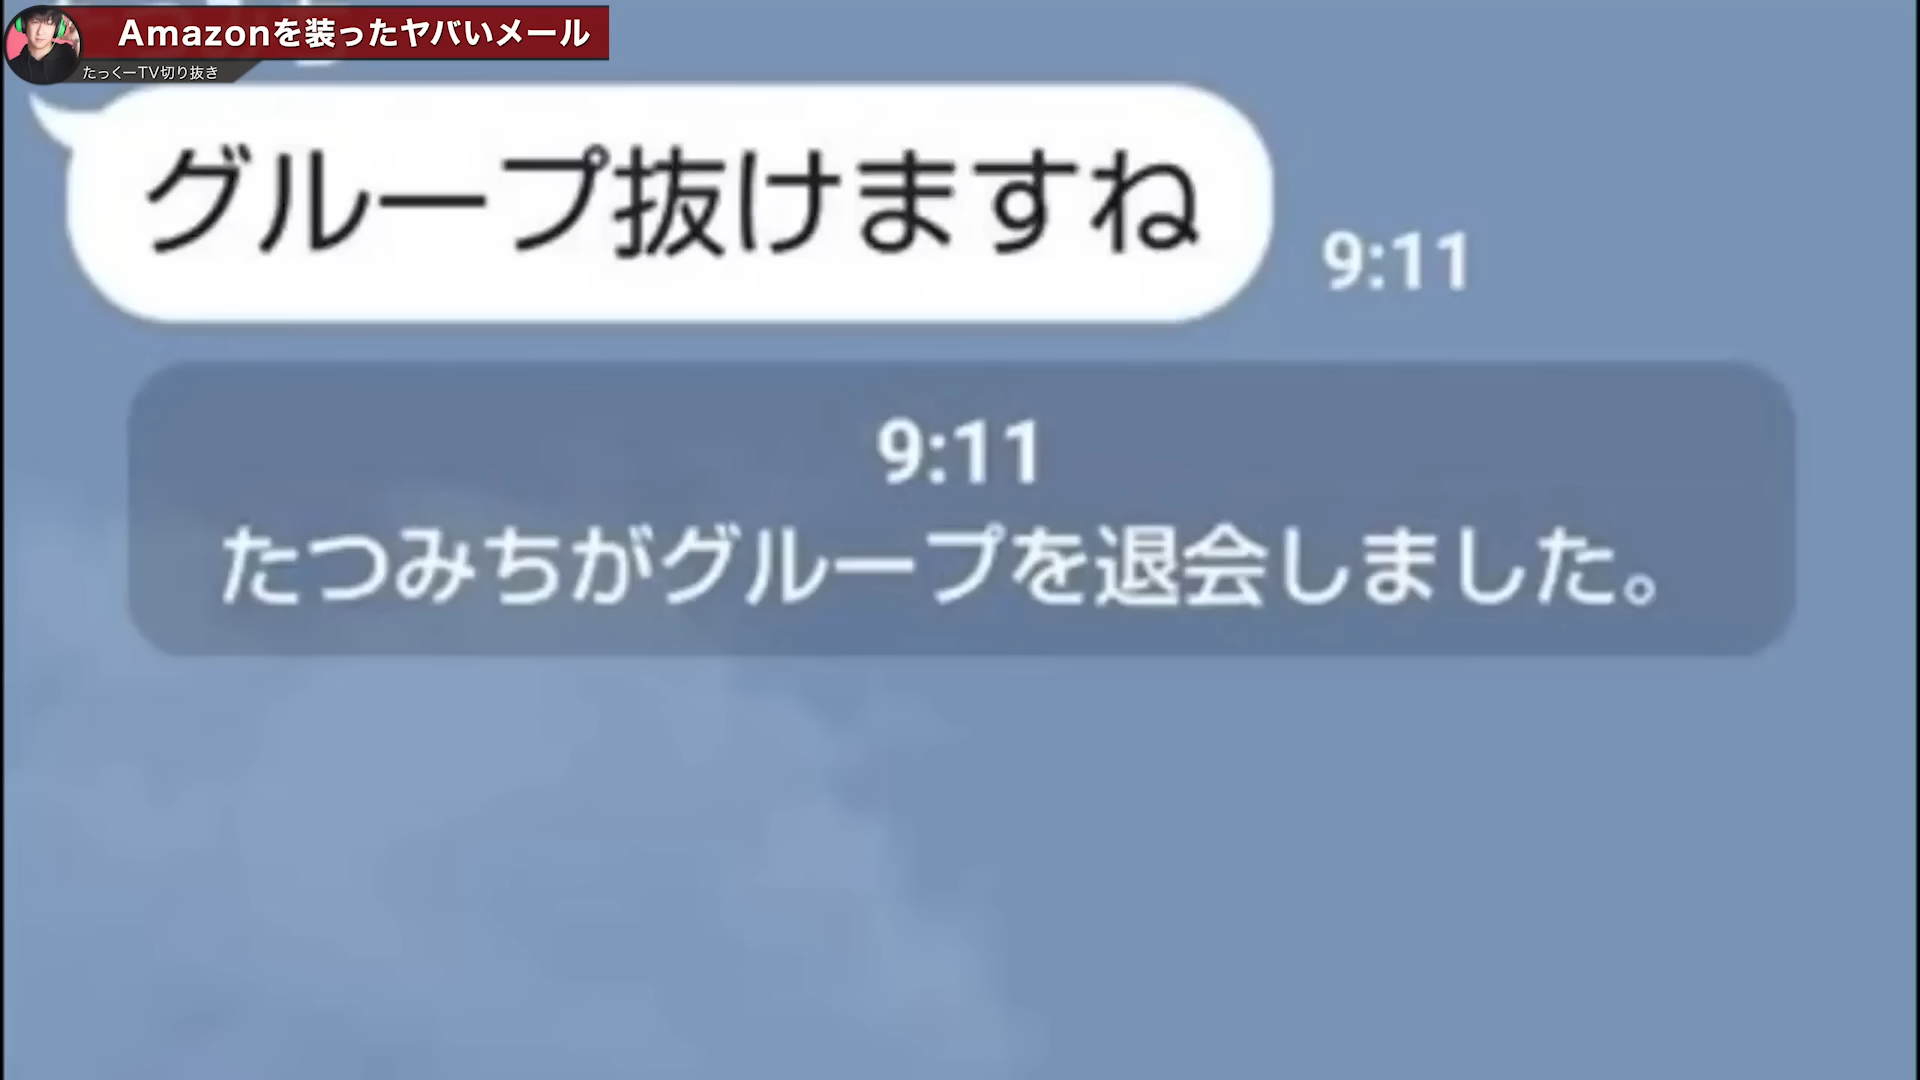 Amazonを装ったヤバいメール
たっくーTV切り抜き
グループ抜けますね
9:11
9:11
たつみちがグループを退会しました。